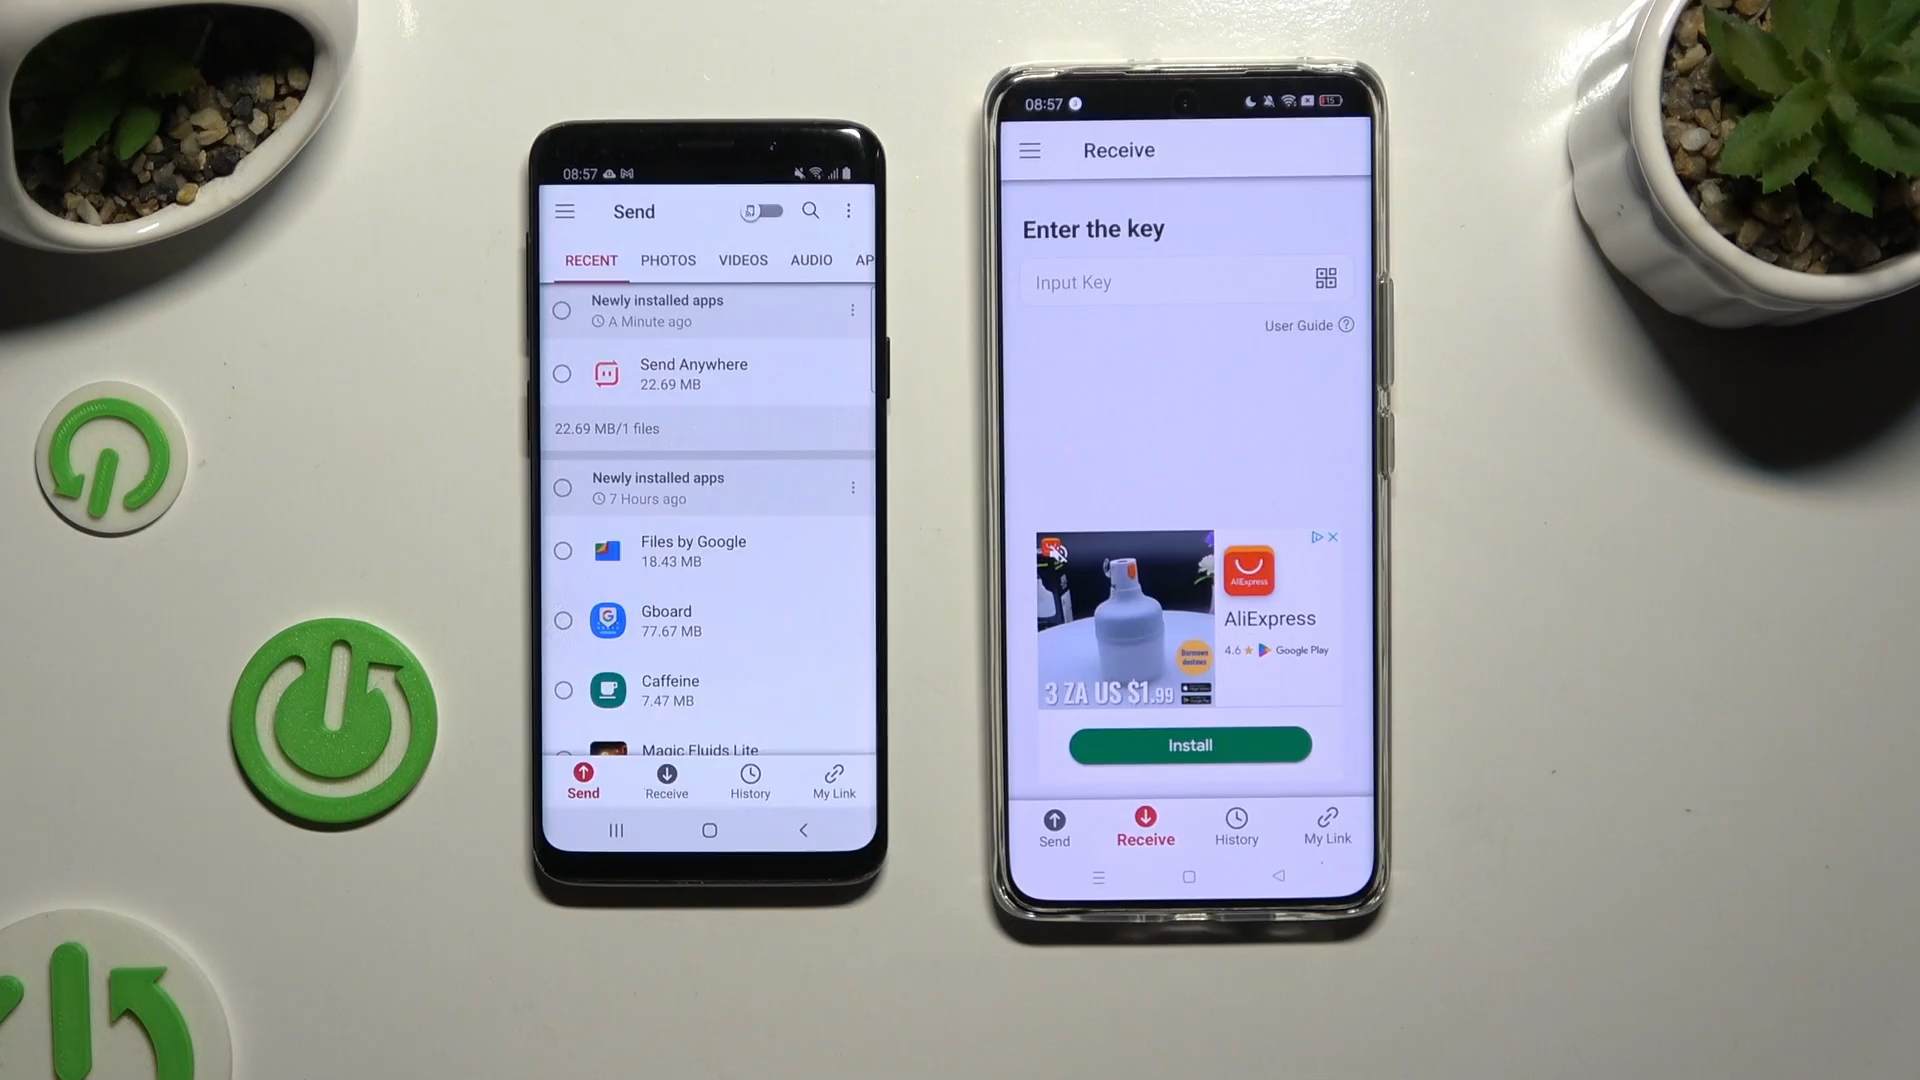 08:57
Send
RECENT PHOTOS VIDEOS AUDIO AP
Newly installed apps
A Minute ago
Send Anywhere
22.69 MB
22.69 MB/1 files
Newly installed apps
7 Hours ago
Files by Google
18.43 MB
Gboard
77.67 MB
Caffeine
7.47 MB
Magic Fluids Lite
Send Receive History My Link
08:57 15
Receive
Enter the key
Input Key
User Guide ?
AliExpress
AliExpress
4.6 ★ Google Play
Darmowa
dostawa
3 ZA US $1.99
Install
Send Receive History My Link